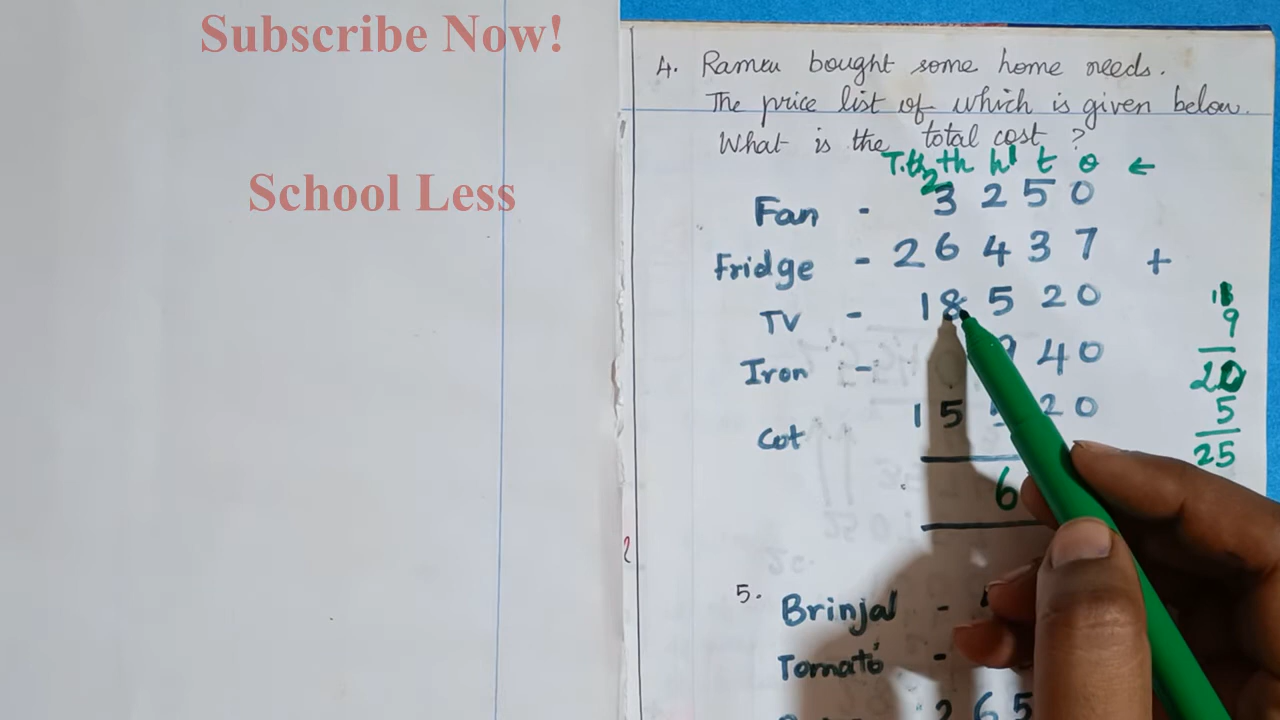 Subscribe Now!
School Less
4. Ramu bought some home needs.
The price list of which is given below.
What is the total cost ?
T.th th h t o ←
2 1
Fan - 3 2 5 0
Fridge - 2 6 4 3 7 +
TV - 1 8 5 2 0
Iron - 9 4 0
Cot 1 5 2 0
6
9
20
5
25
2
5. Brinjal -
Tomato -
2 6 5